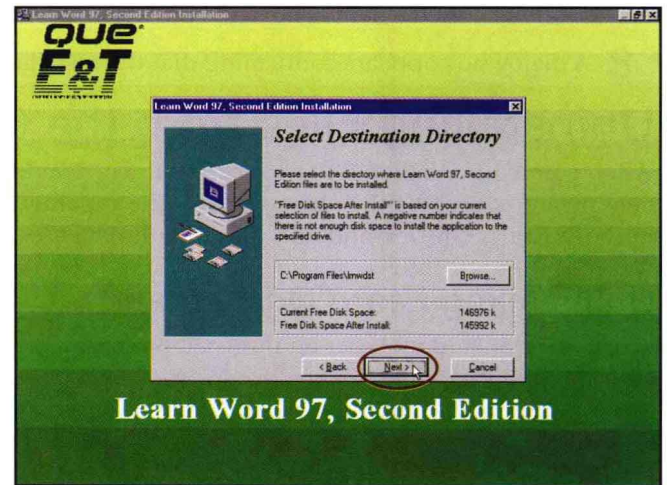 Learn Word 97, Second Edition Installation
que
E&T
Learn Word 97, Second Edition Installation
Select Destination Directory
Please select the directory where Learn Word 97, Second
Edition files are to be installed.
"Free Disk Space After Install" is based on your current
selection of files to install. A negative number indicates that
there is not enough disk space to install the application to the
specified drive.
C:\Program Files\lmwdst
Browse...
Current Free Disk Space: 146976 k
Free Disk Space After Install: 145992 k
< Back Next > Cancel
Learn Word 97, Second Edition